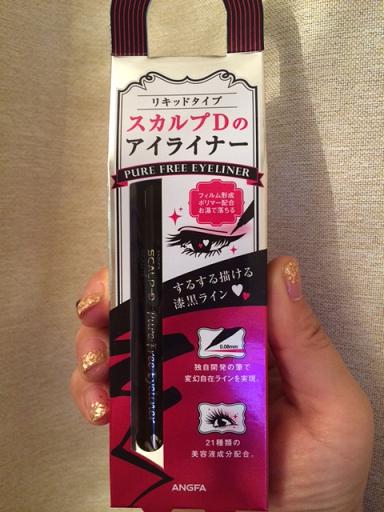 リキッドタイプ
スカルプDの
アイライナー
PURE FREE EYELINER
フィルム形成
ポリマー配合
お湯で落ちる
するする描ける
漆黒ライン
0.08mm
独自開発の筆で
変幻自在ラインを実現。
21種類の
美容液成分配合。
SCALP-D PURE FREE EYELINER
ANGFA